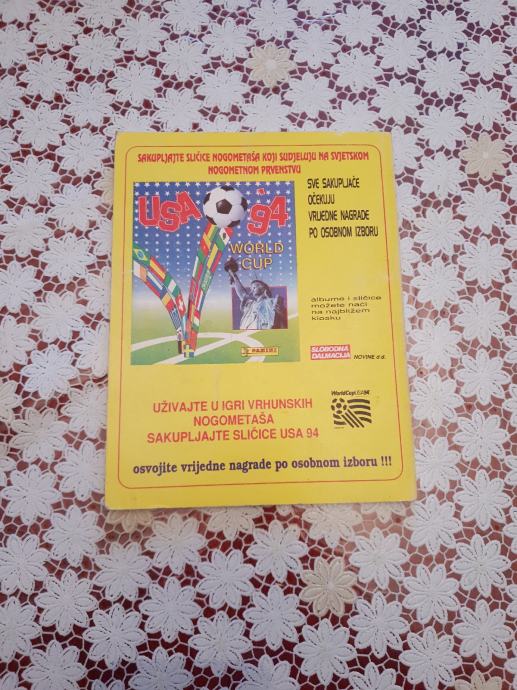 SAKUPLJAJTE SLIČICE NOGOMETAŠA KOJI SUDJELUJU NA SVJETSKOM
NOGOMETNOM PRVENSTVU
USA '94
WORLD
CUP
PANINI
SVE SAKUPLJAČE
OČEKUJU
VRIJEDNE NAGRADE
PO OSOBNOM IZBORU
albume i sličice
možete naći
na najbližem
kiosku
SLOBODNA
DALMACIJA
NOVINE d.d.
UŽIVAJTE U IGRI VRHUNSKIH
NOGOMETAŠA
SAKUPLJAJTE SLIČICE USA 94
WorldCupUSA94
osvojite vrijedne nagrade po osobnom izboru !!!